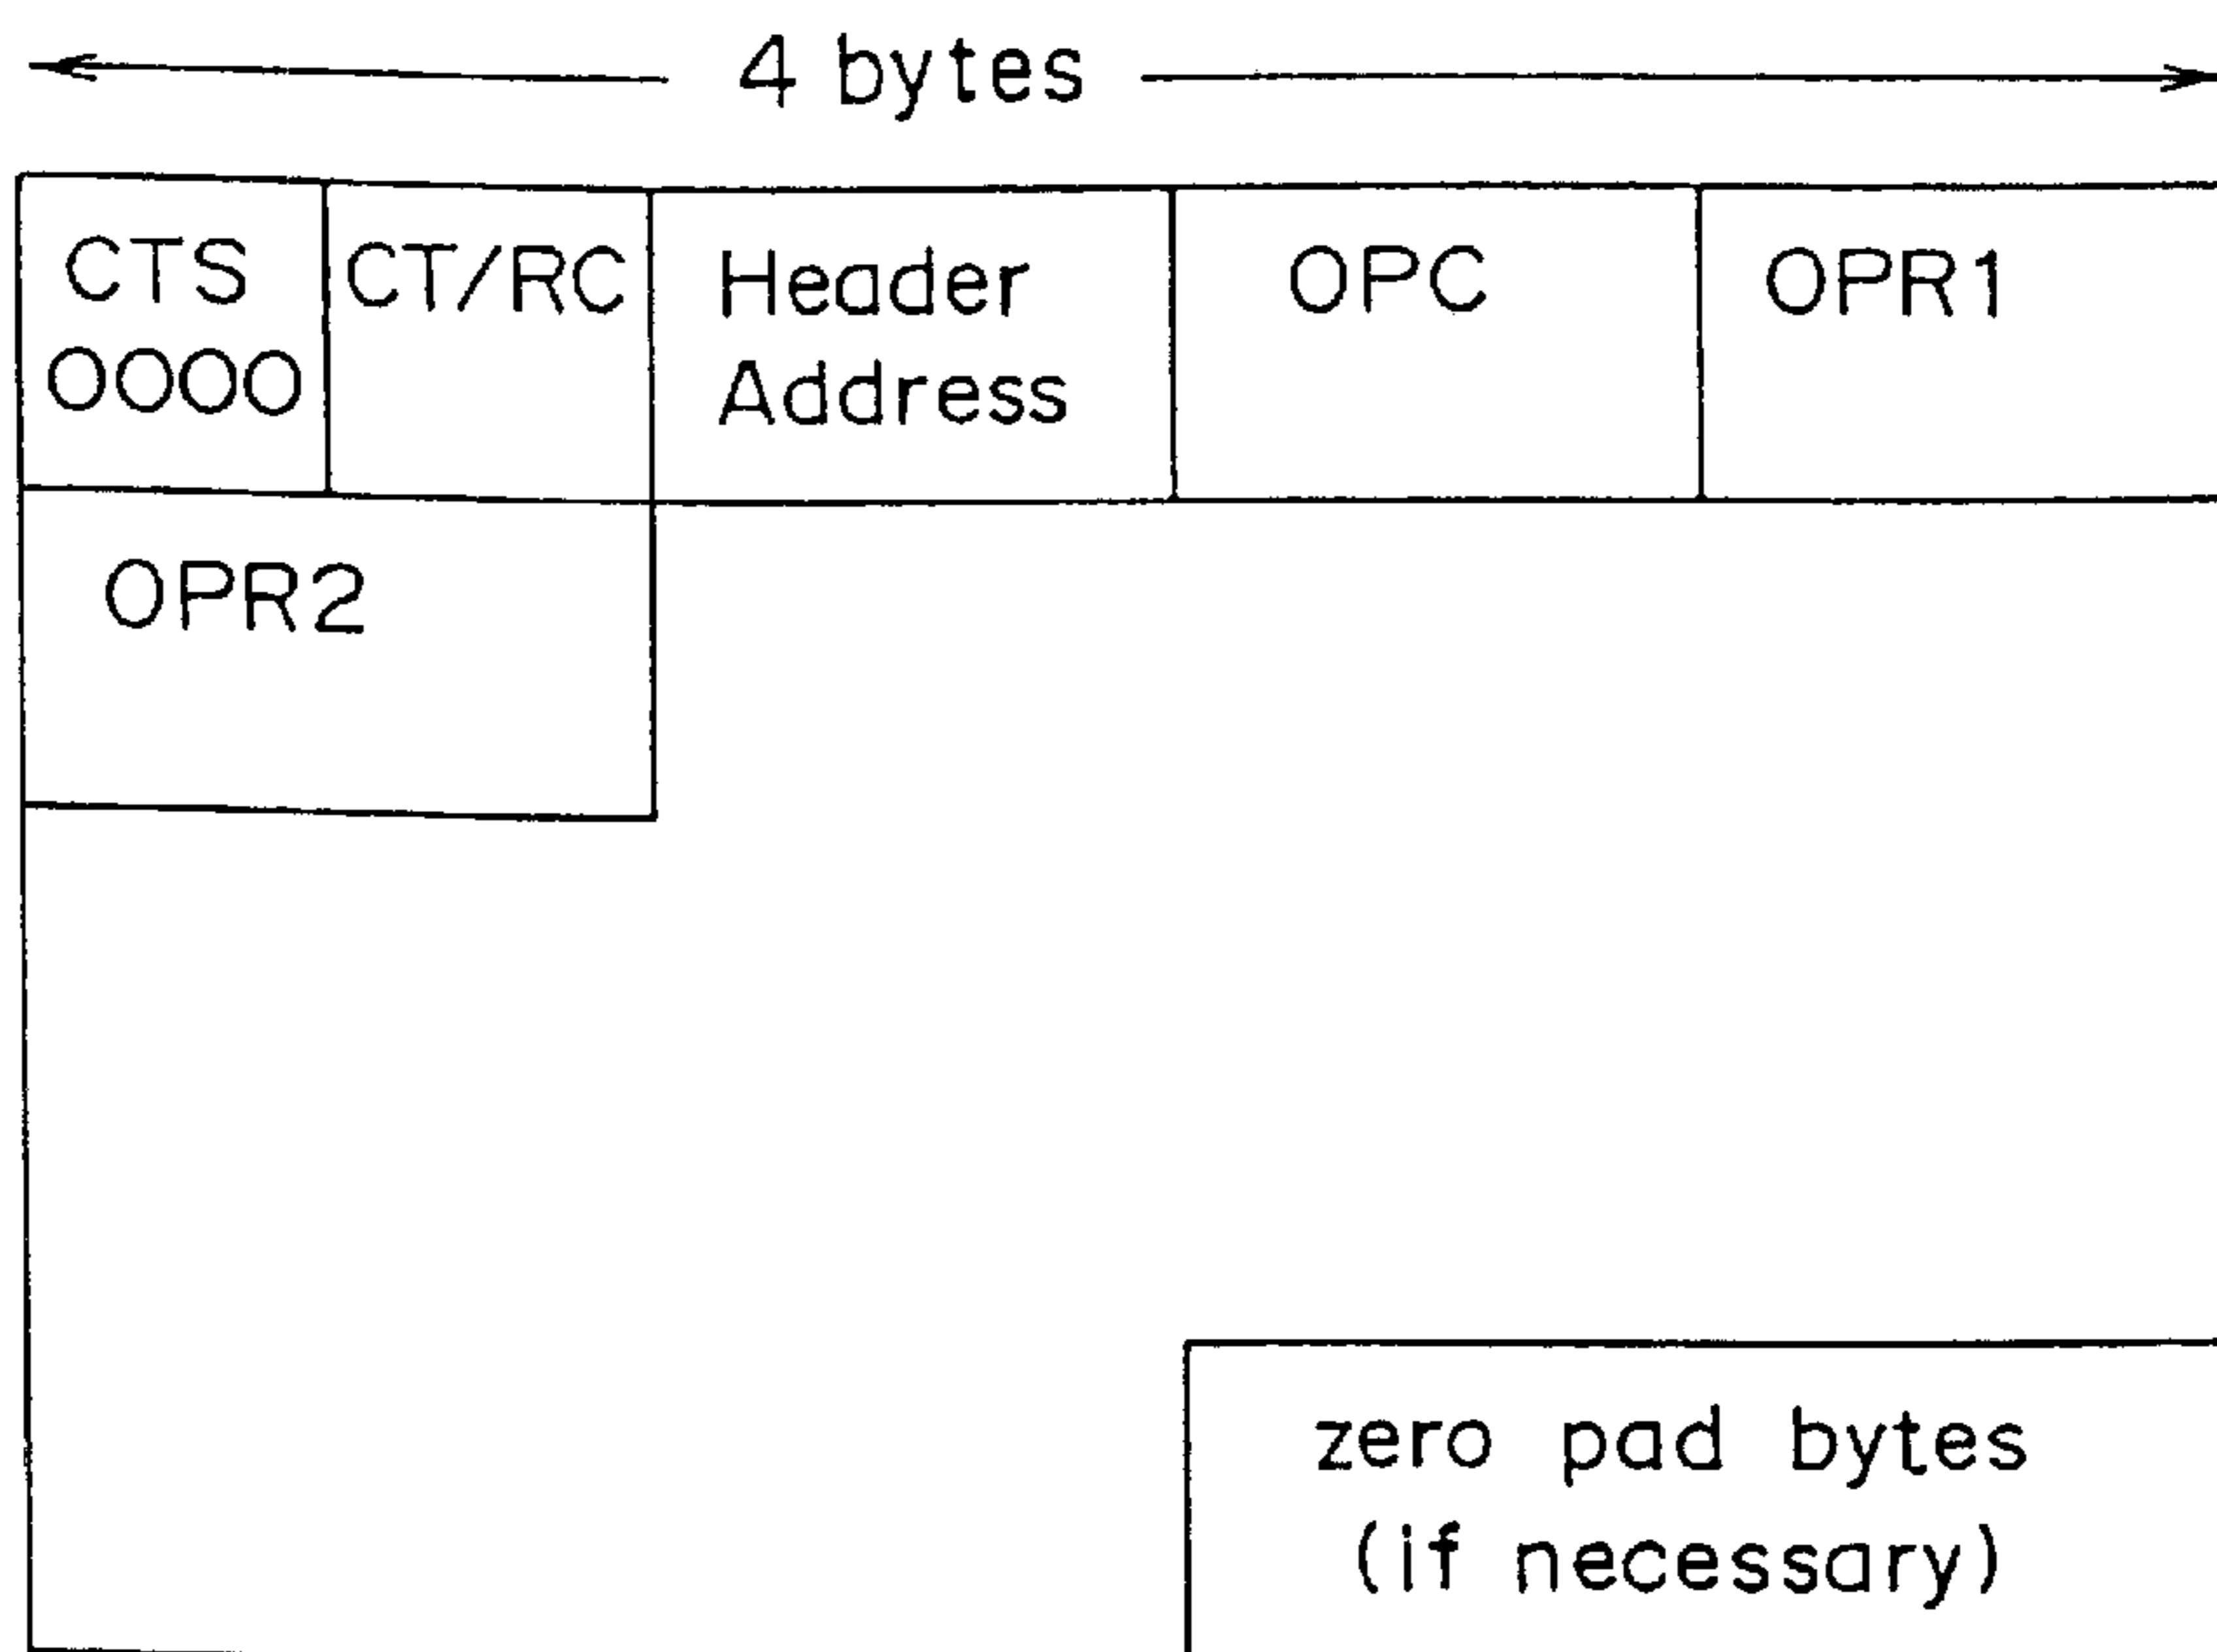 4 bytes
CTS CT/RC Header OPC OPR1
0000 Address
OPR2
zero pad bytes
(if necessary)